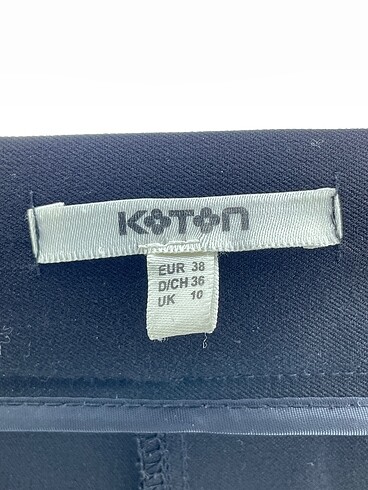 KOTON
EUR 38
D/CH 36
UK 10